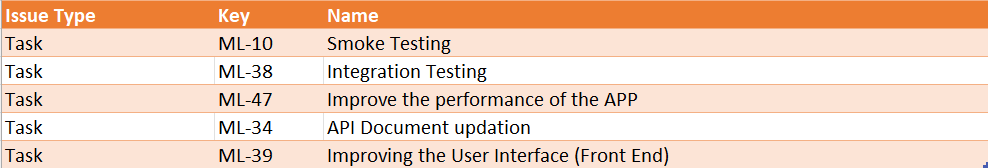 Issue Type Key Name
Task ML-10 Smoke Testing
Task ML-38 Integration Testing
Task ML-47 Improve the performance of the APP
Task ML-34 API Document updation
Task ML-39 Improving the User Interface (Front End)